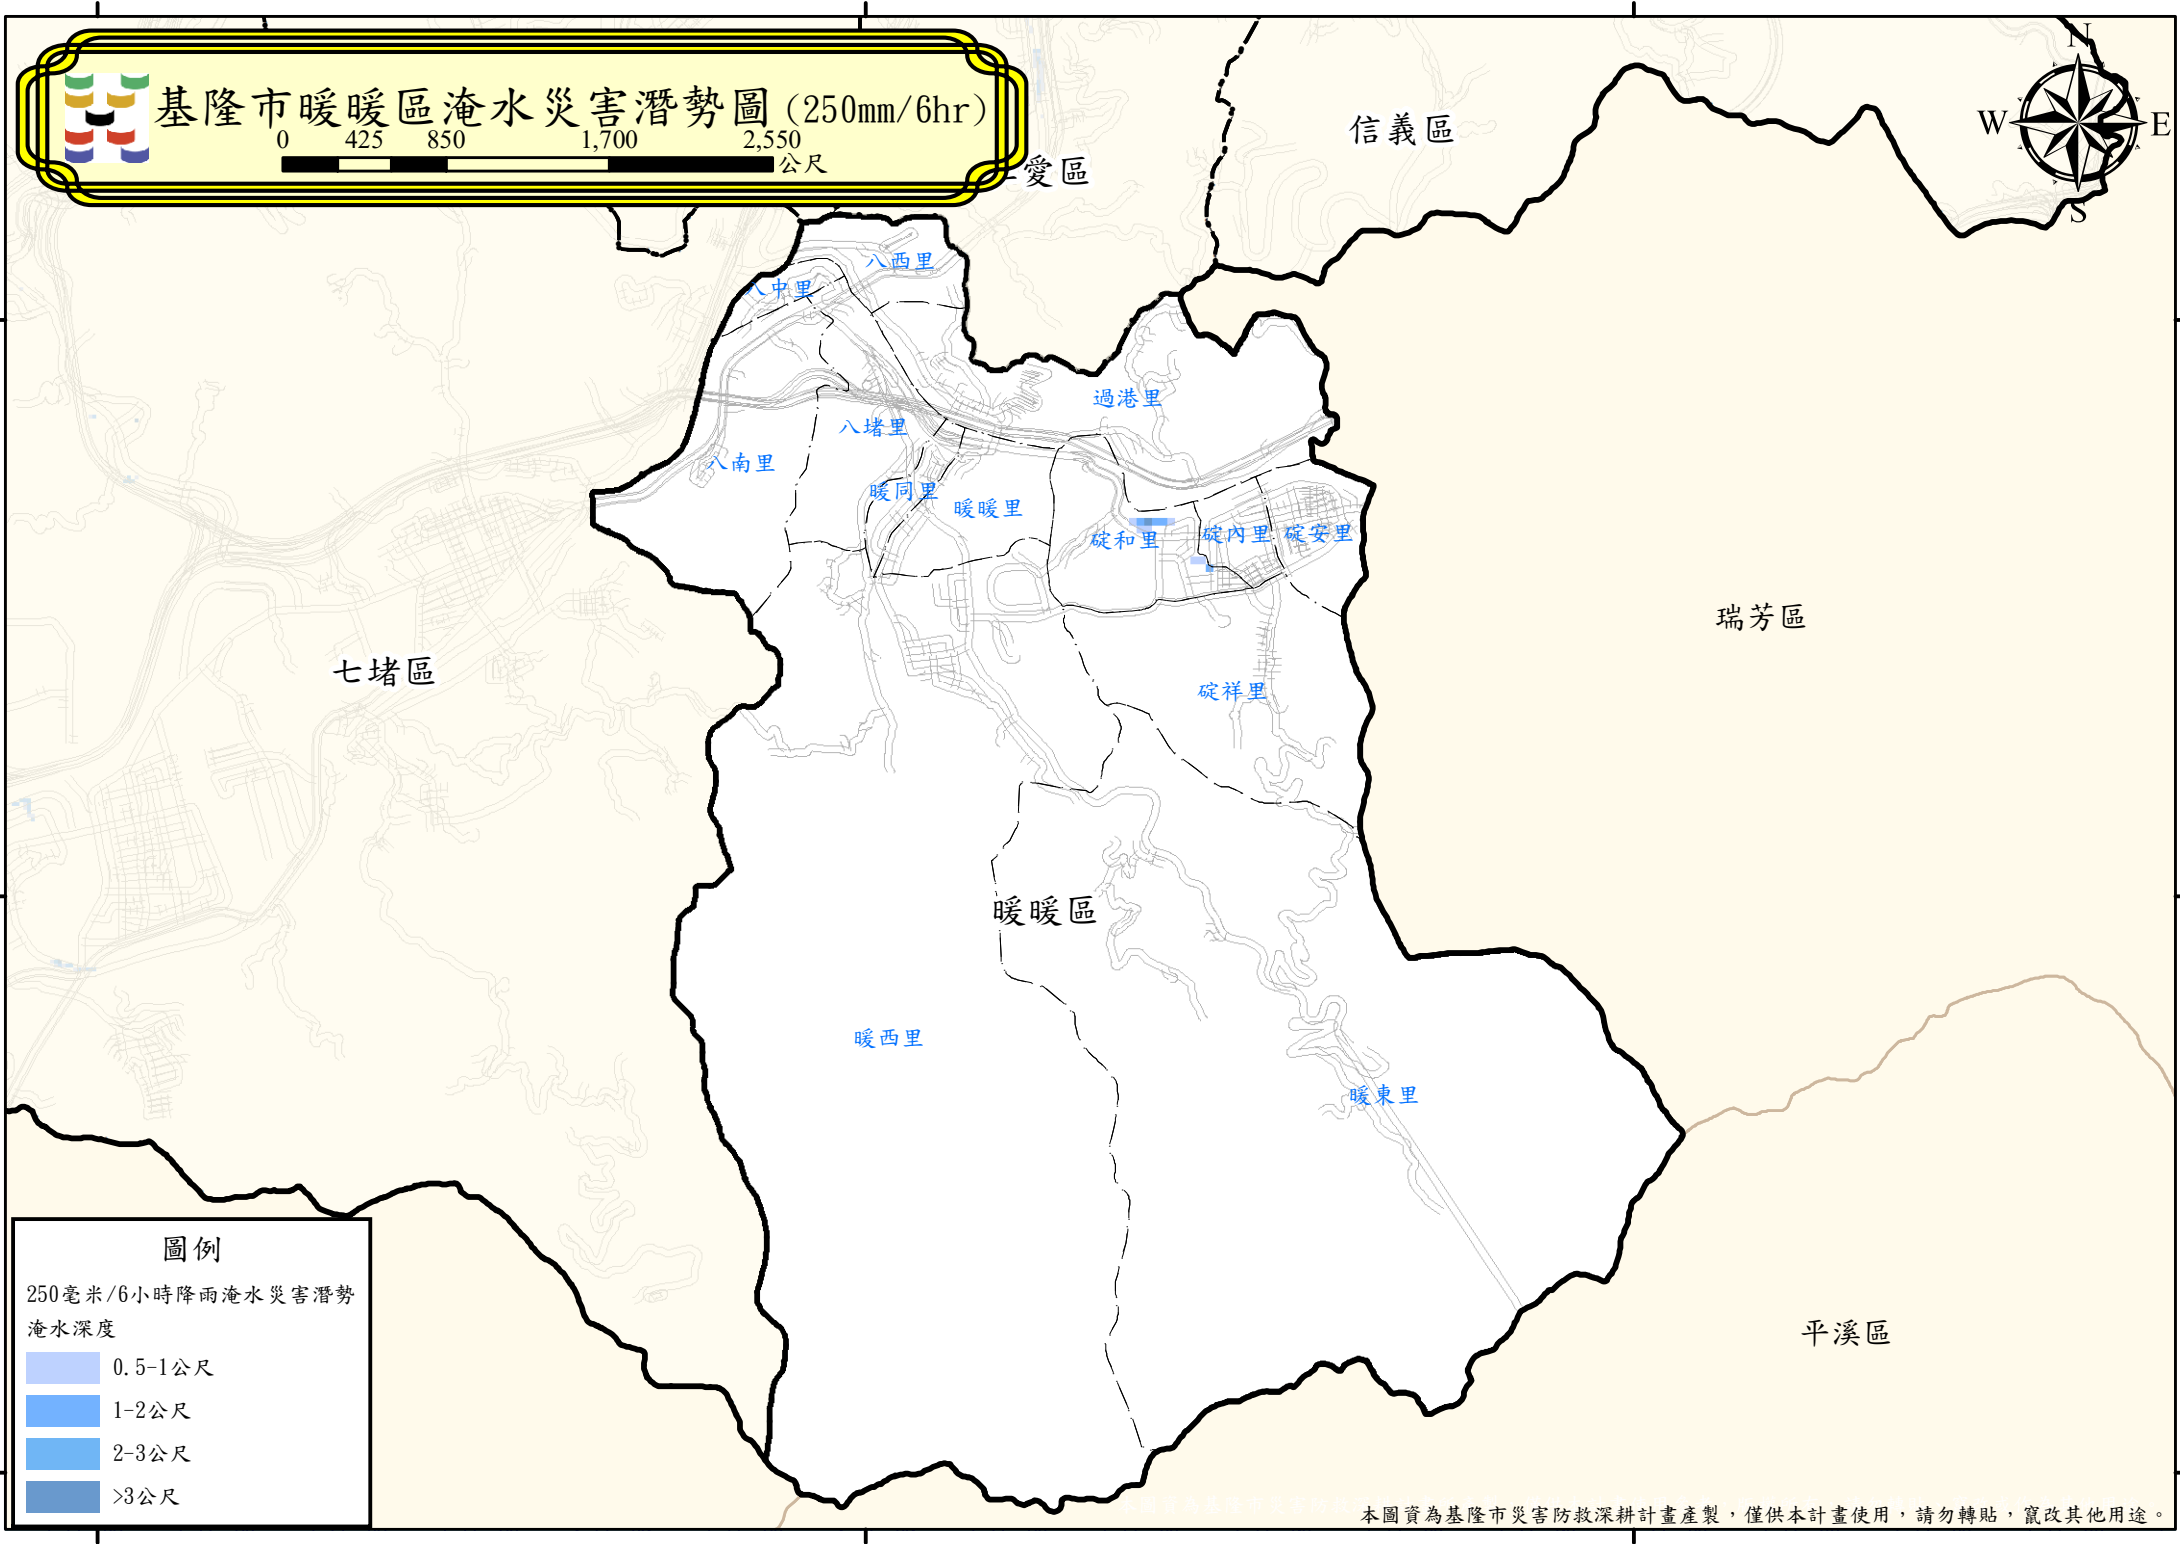 基隆市暖暖區淹水災害潛勢圖(250mm/6hr)
0 425 850 1,700 2,550
公尺
N
W E
S
信義區
愛區
八西里
八中里
過港里
八堵里
八南里
暖同里
暖暖里
碇和里 碇內里 碇安里
瑞芳區
七堵區
碇祥里
暖暖區
暖西里
暖東里
平溪區
圖例
250毫米/6小時降雨淹水災害潛勢
淹水深度
0.5-1公尺
1-2公尺
2-3公尺
>3公尺
本圖資為基隆市災害防救深耕計畫產製，僅供本計畫使用，請勿轉貼，竄改其他用途。